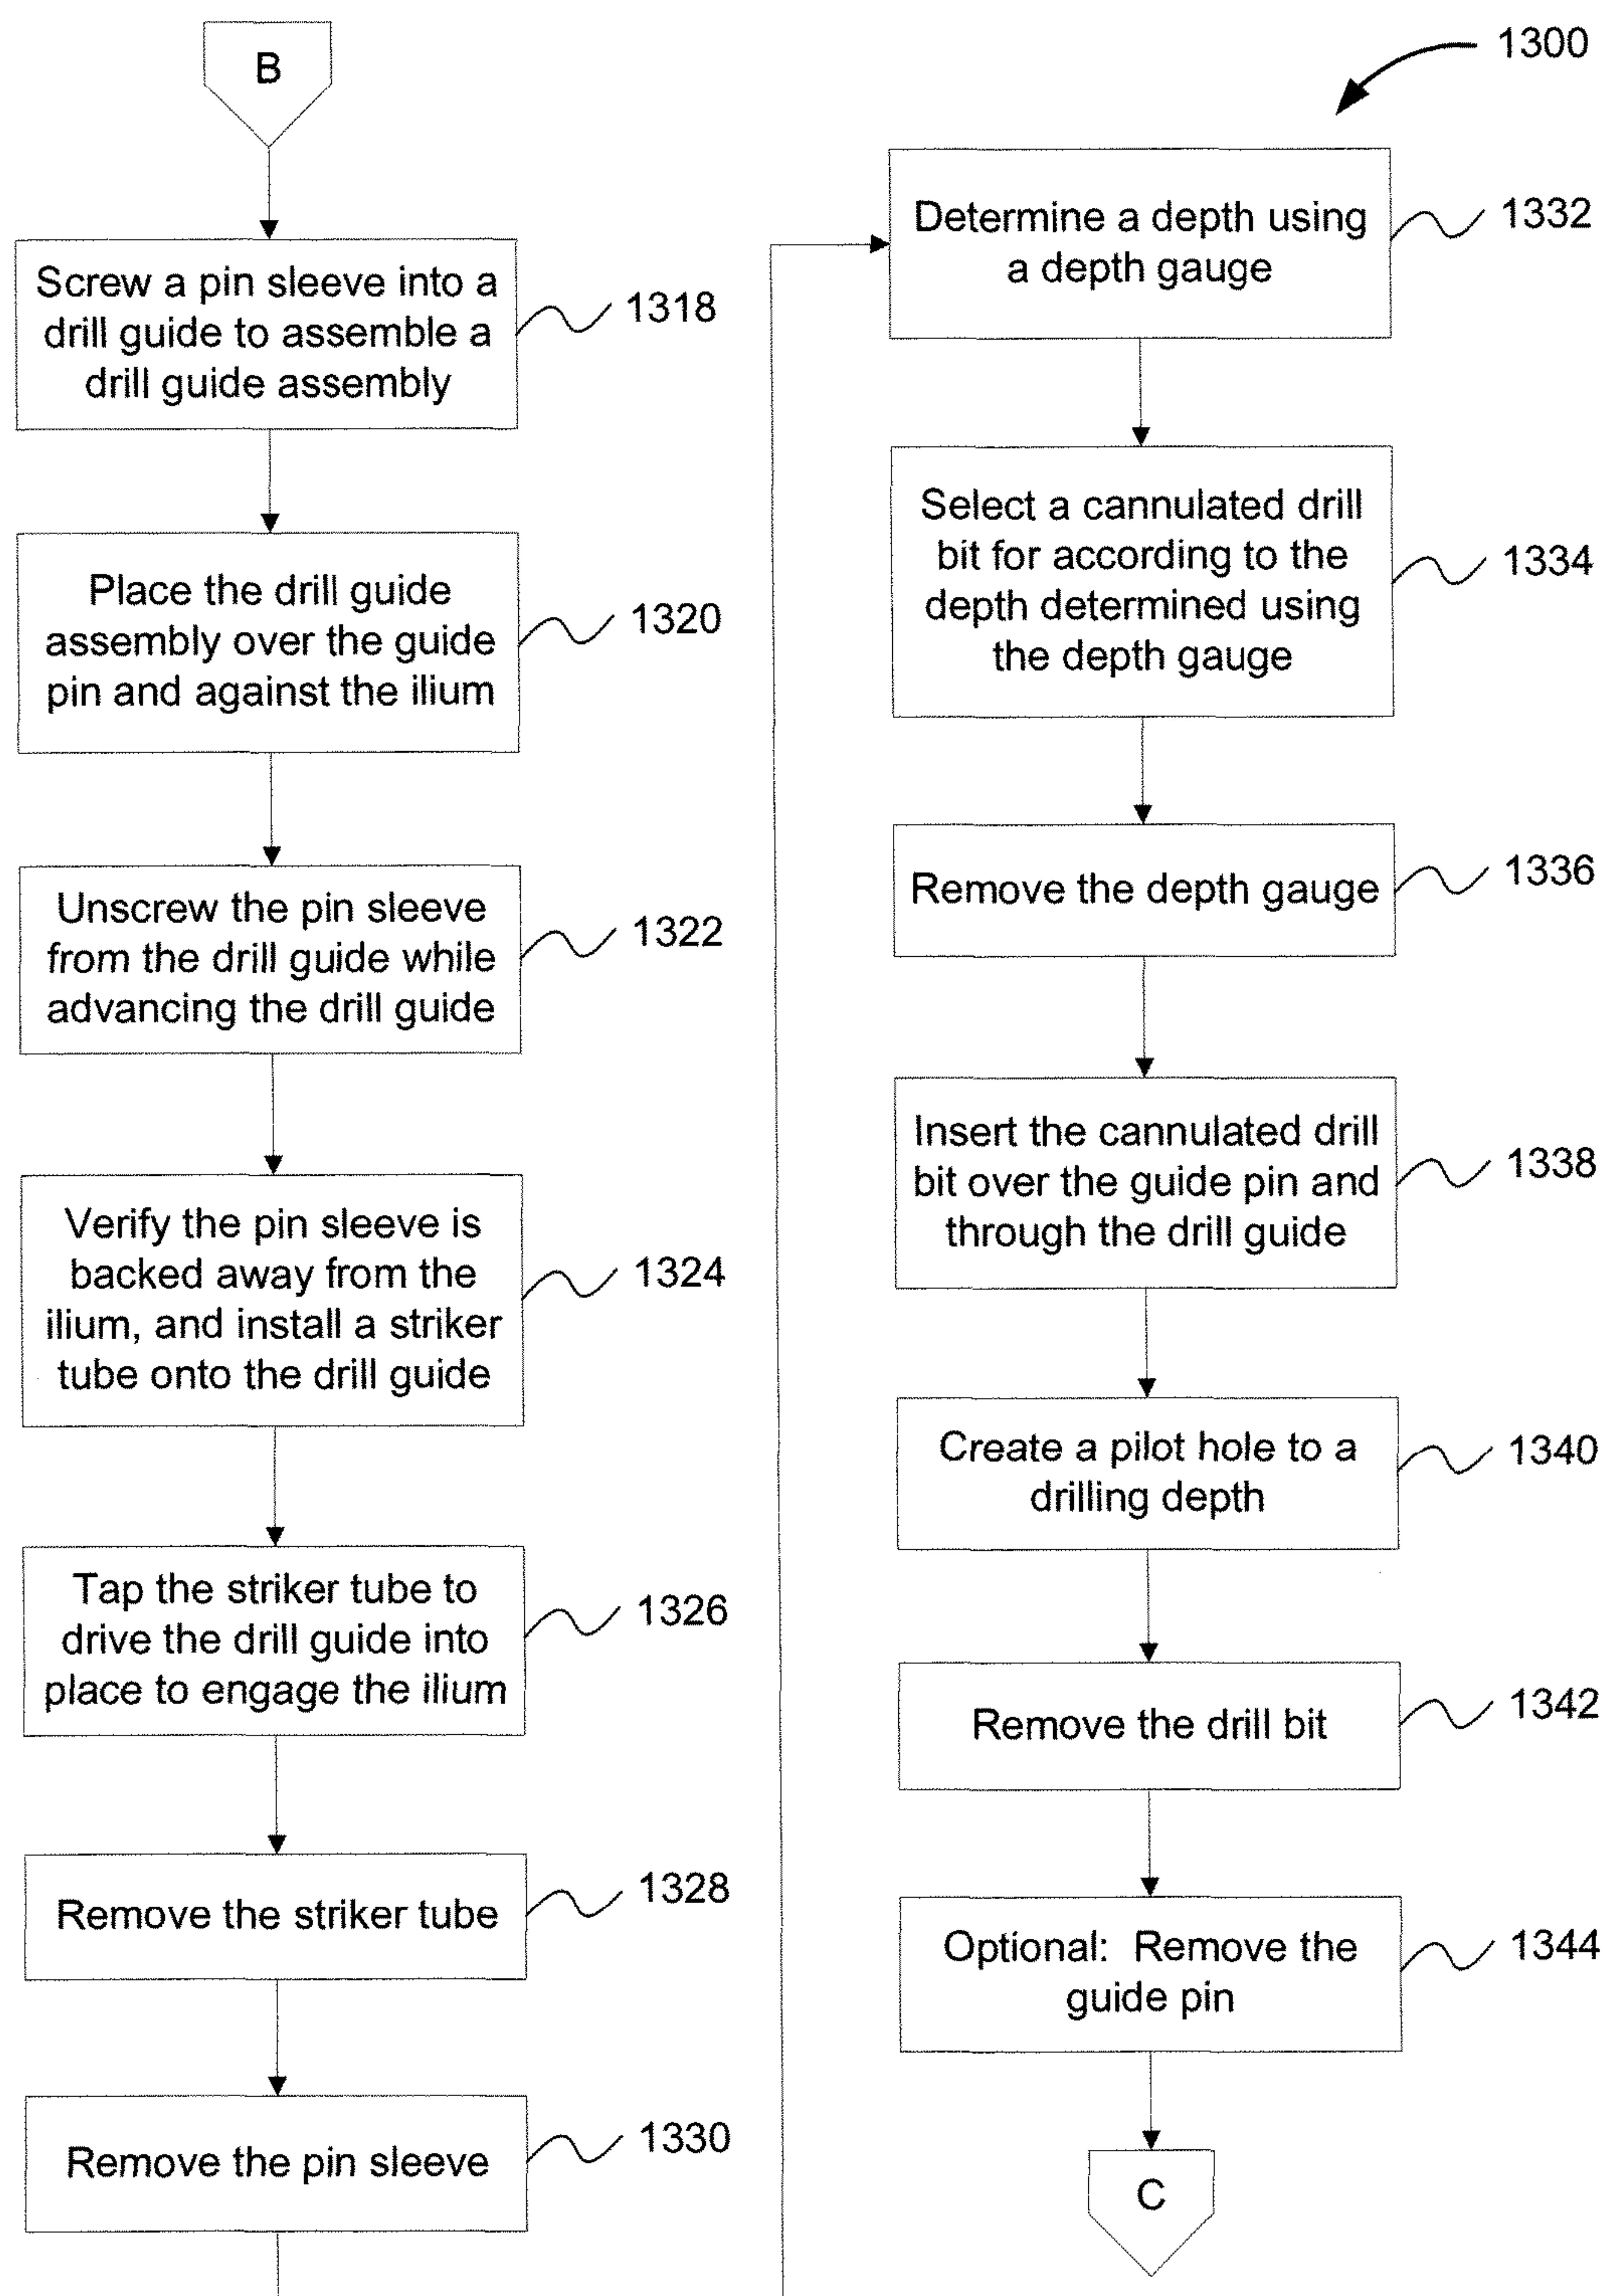 B
1300
Screw a pin sleeve into a
drill guide to assemble a
drill guide assembly
1318
Place the drill guide
assembly over the guide
pin and against the ilium
1320
Unscrew the pin sleeve
from the drill guide while
advancing the drill guide
1322
Verify the pin sleeve is
backed away from the
ilium, and install a striker
tube onto the drill guide
1324
Tap the striker tube to
drive the drill guide into
place to engage the ilium
1326
Remove the striker tube
1328
Remove the pin sleeve
1330
Determine a depth using
a depth gauge
1332
Select a cannulated drill
bit for according to the
depth determined using
the depth gauge
1334
Remove the depth gauge
1336
Insert the cannulated drill
bit over the guide pin and
through the drill guide
1338
Create a pilot hole to a
drilling depth
1340
Remove the drill bit
1342
Optional: Remove the
guide pin
1344
C